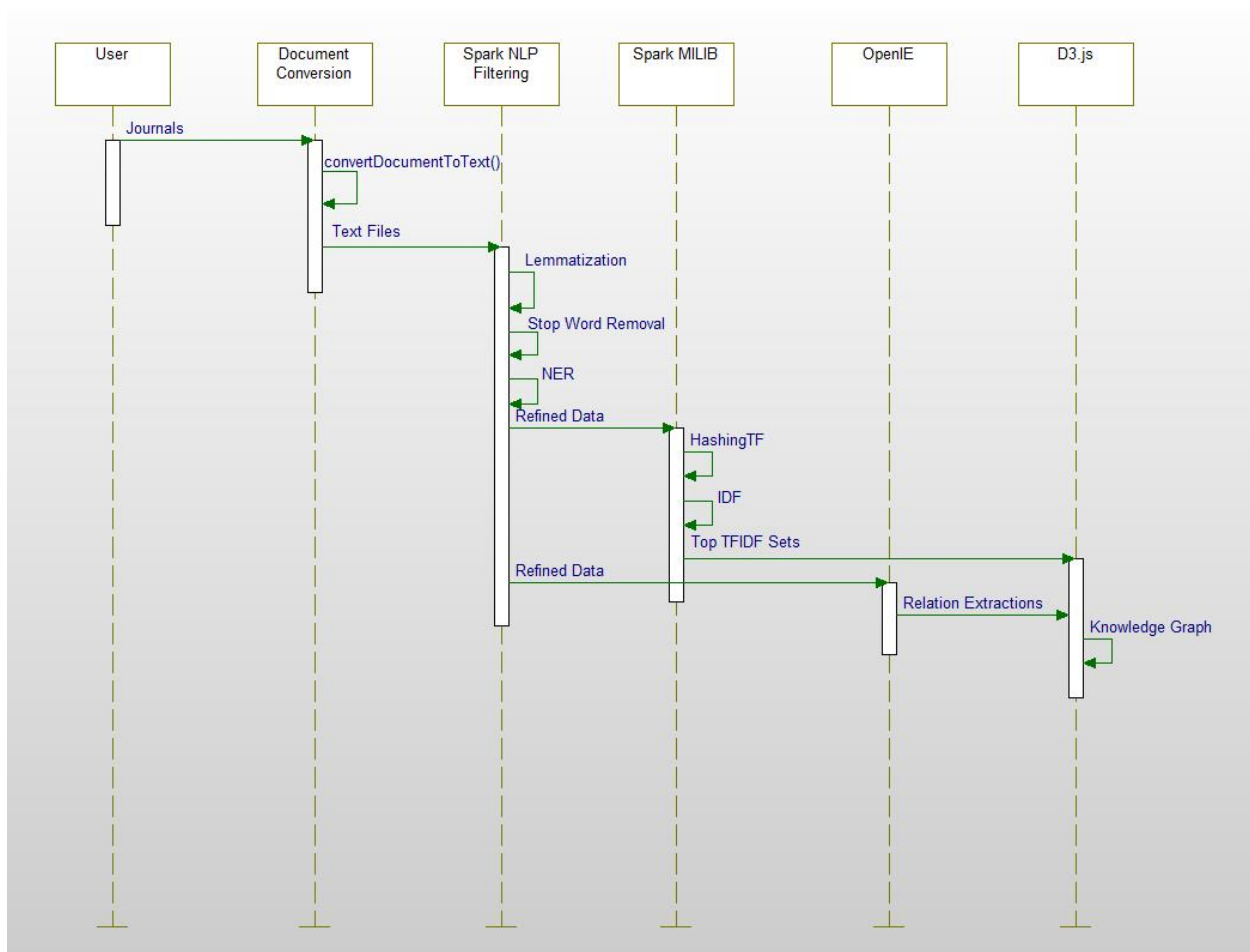 User
Document
Conversion
Spark NLP
Filtering
Spark MILIB
OpenIE
D3.js
Journals
convertDocumentToText()
Text Files
Lemmatization
Stop Word Removal
NER
Refined Data
HashingTF
IDF
Top TFIDF Sets
Refined Data
Relation Extractions
Knowledge Graph